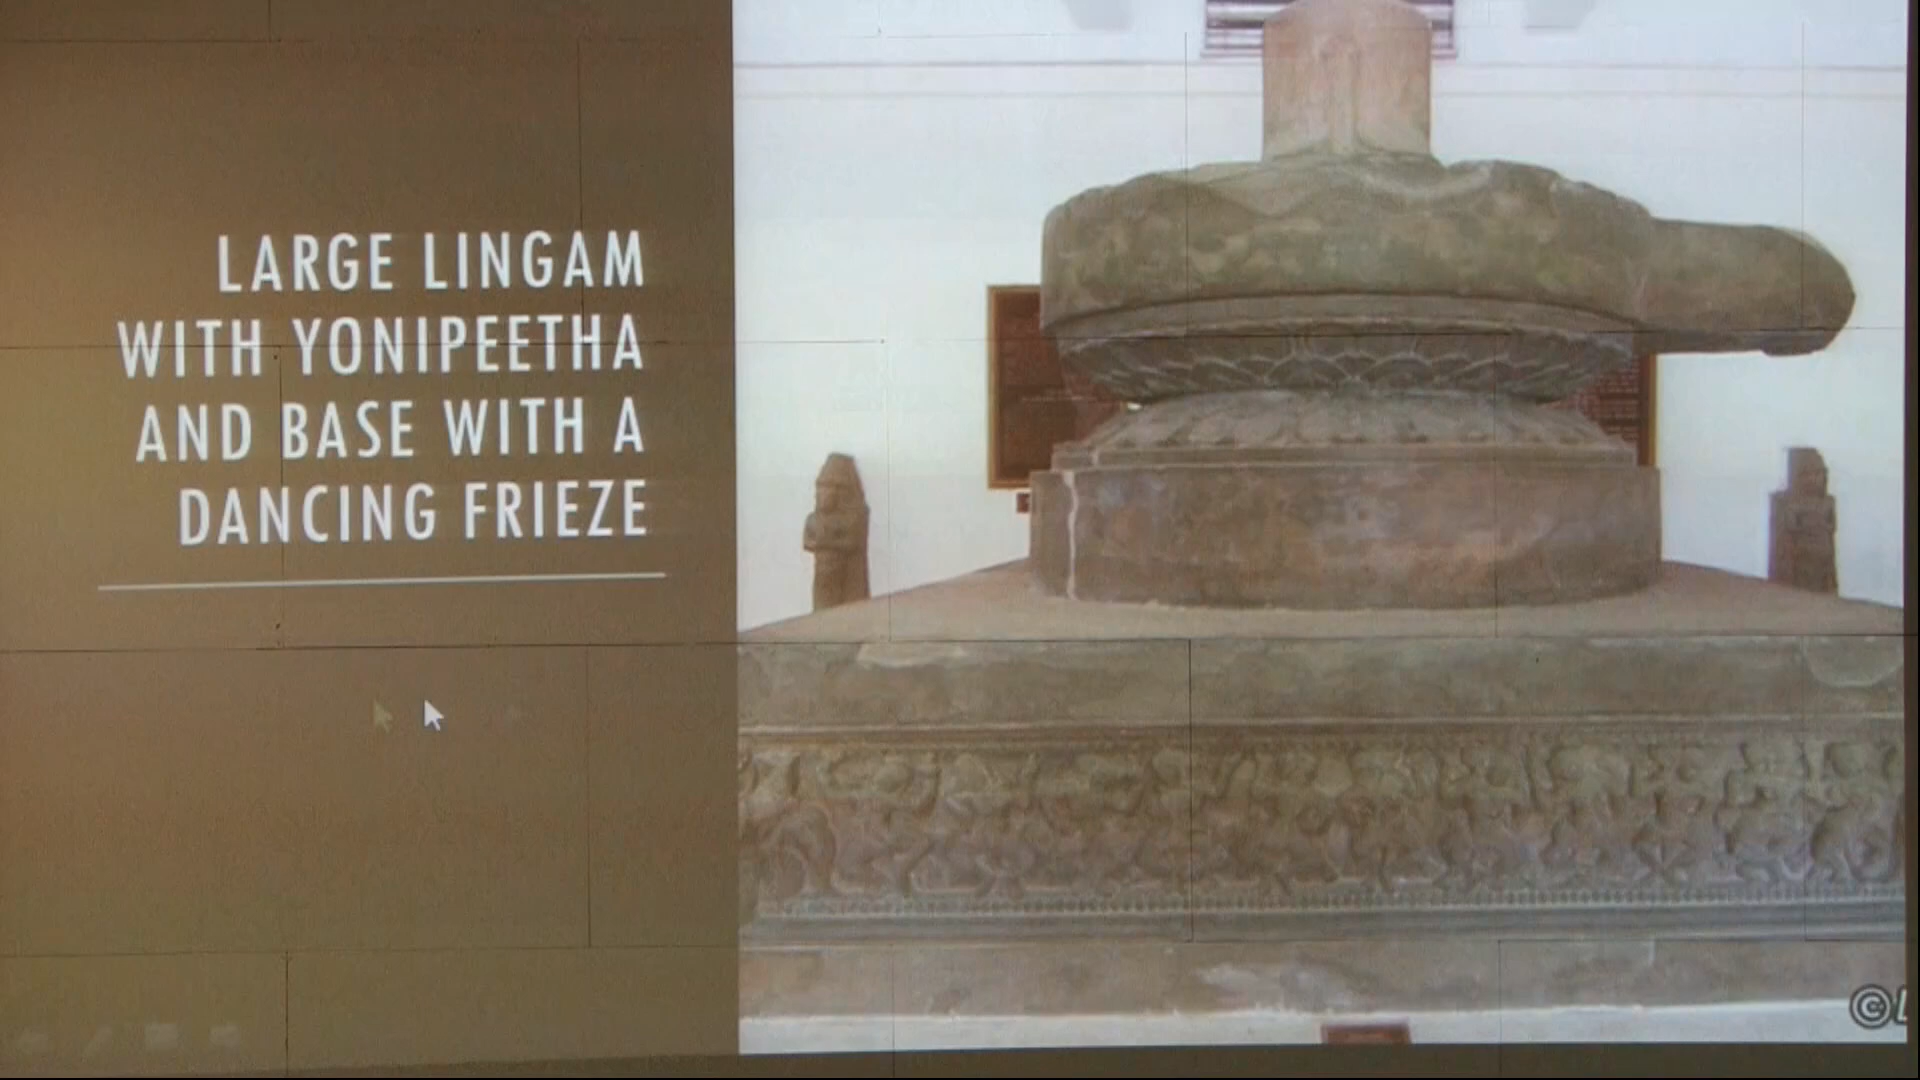 LARGE LINGAM
WITH YONIPEETHA
AND BASE WITH A
DANCING FRIEZE
©